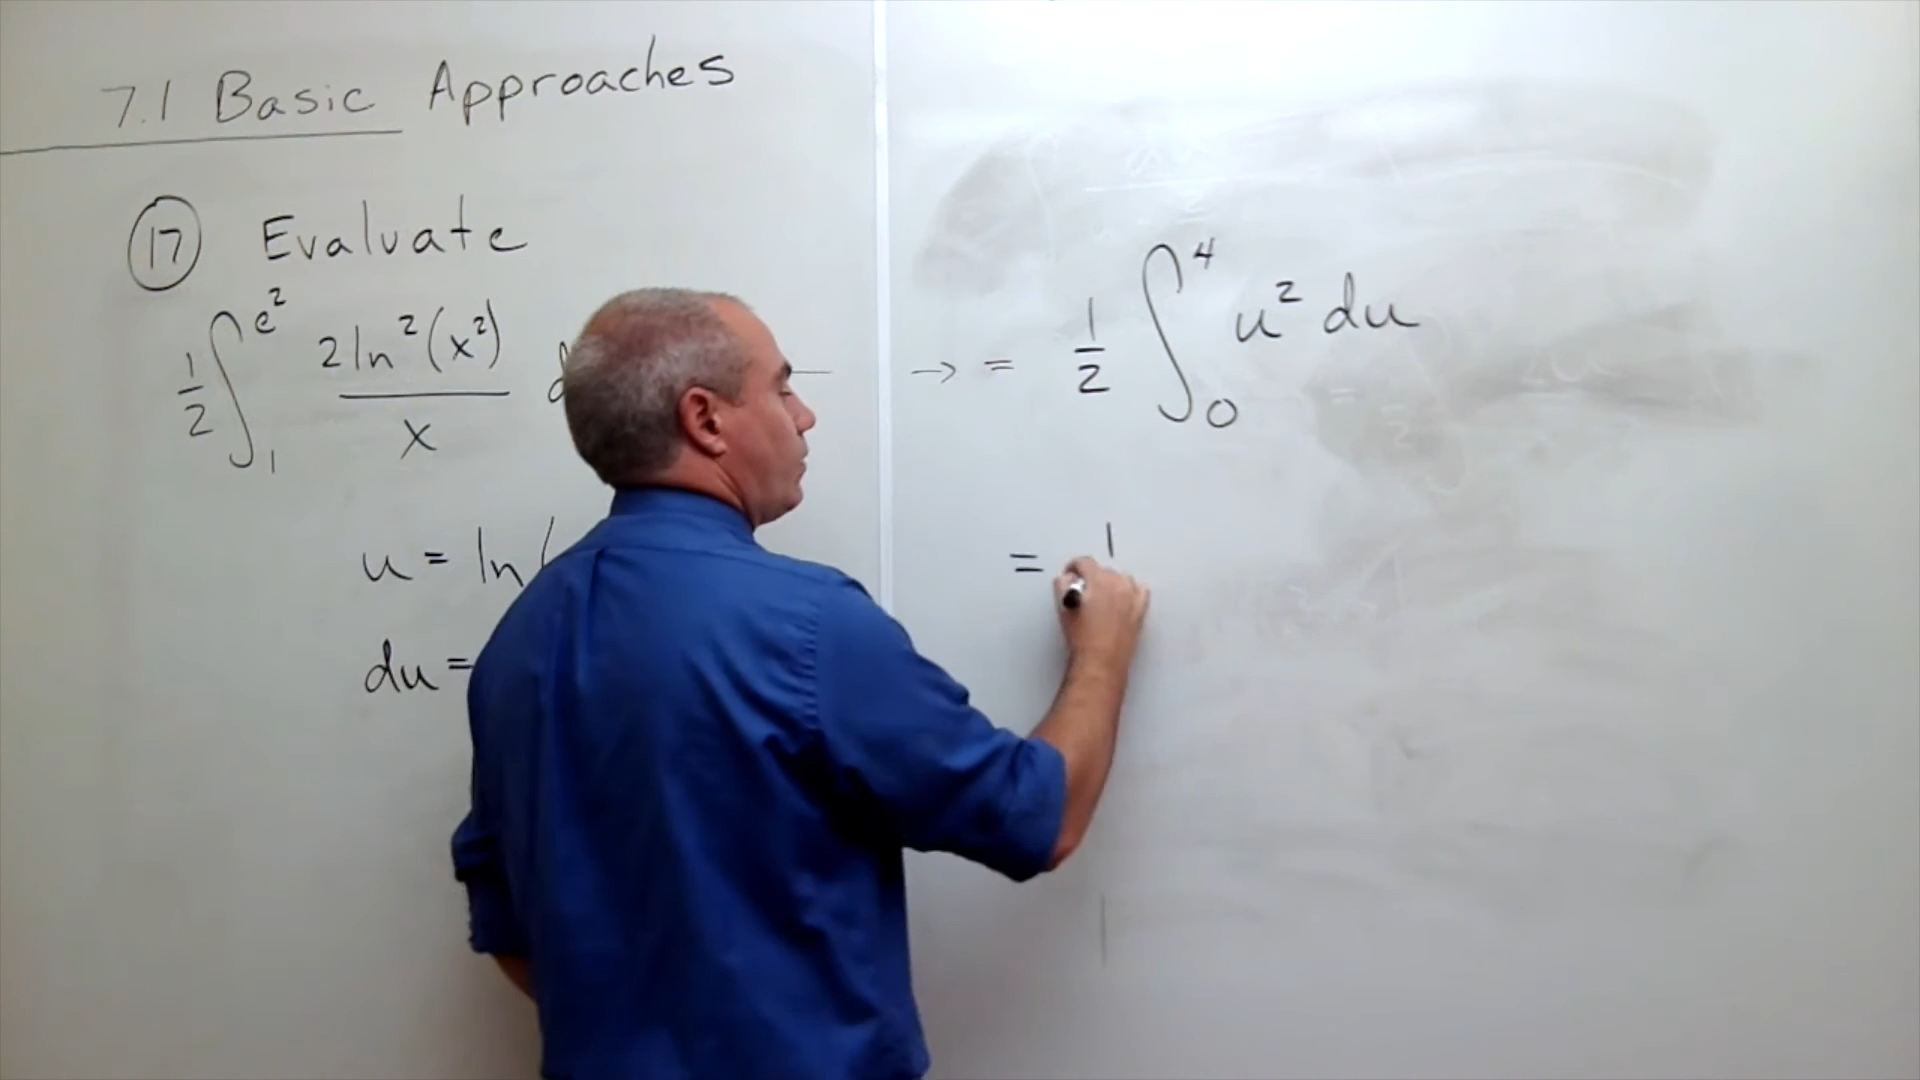 7.1 Basic Approaches
17 Evaluate
1/2 ∫_1^{e^2} 2ln^2(x^2)/x d
→ = 1/2 ∫_0^4 u^2 du
u = ln(
= 1
du =